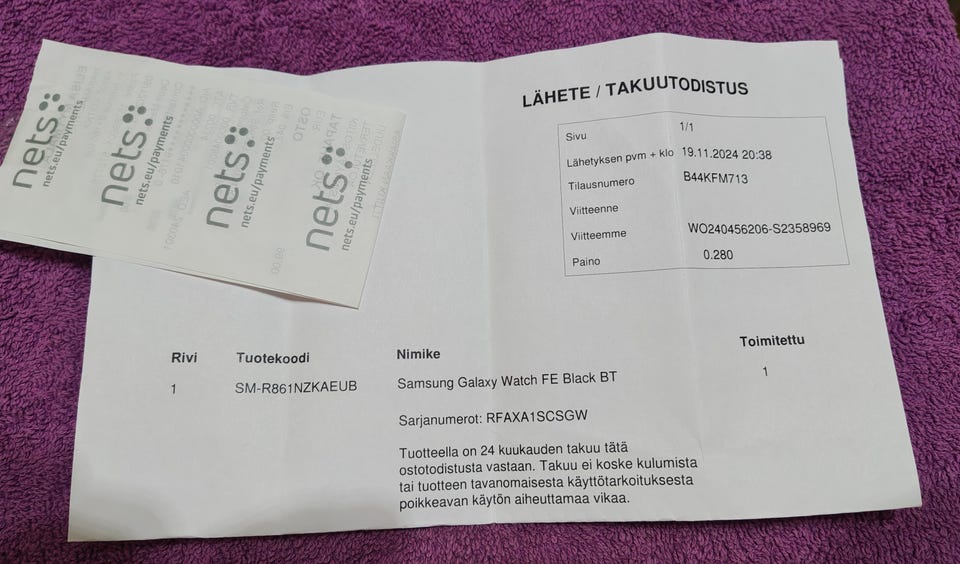 nets
nets.eu/payments
nets
nets.eu/payments
nets
nets.eu/payments
nets
nets.eu/payments
LÄHETE / TAKUUTODISTUS
Sivu 1/1
Lähetyksen pvm + klo 19.11.2024 20:38
Tilausnumero B44KFM713
Viitteenne
Viitteemme WO240456206-S2358969
Paino 0.280
Rivi Tuotekoodi Nimike Toimitettu
1 SM-R861NZKAEUB Samsung Galaxy Watch FE Black BT 1
Sarjanumerot: RFAXA1SCSGW
Tuotteella on 24 kuukauden takuu tätä
ostotodistusta vastaan. Takuu ei koske kulumista
tai tuotteen tavanomaisesta käyttötarkoituksesta
poikkeavan käytön aiheuttamaa vikaa.